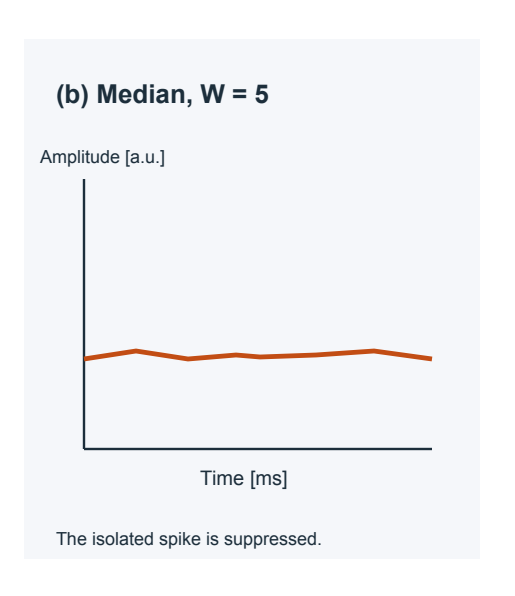 (b) Median, W = 5
Amplitude [a.u.]
Time [ms]
The isolated spike is suppressed.